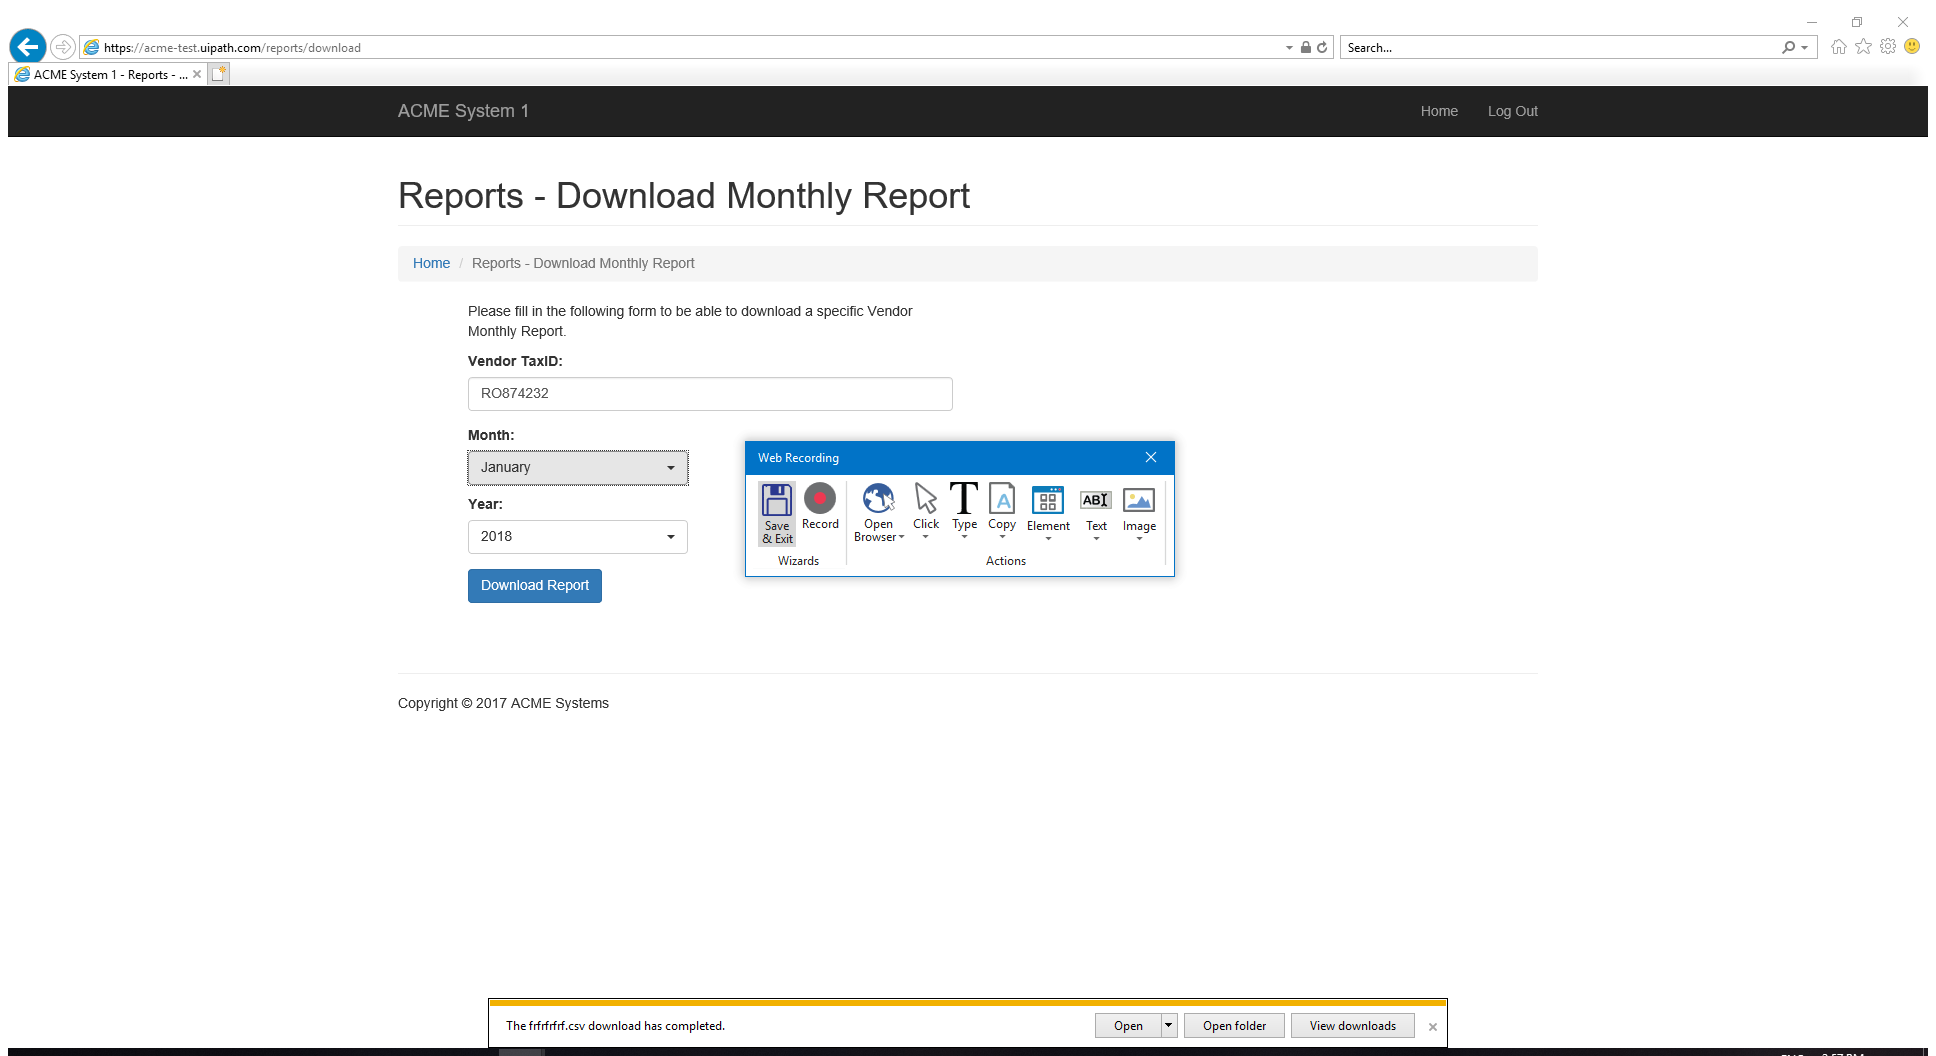 https://acme-test.uipath.com/reports/download
Search...
ACME System 1 - Reports - ...
ACME System 1
Home
Log Out
Reports - Download Monthly Report
Home / Reports - Download Monthly Report
Please fill in the following form to be able to download a specific Vendor
Monthly Report.
Vendor TaxID:
RO874232
Month:
January
Year:
2018
Download Report
Web Recording
Save & Exit
Record
Open Browser
Click
Type
Copy
Element
Text
Image
Wizards
Actions
Copyright © 2017 ACME Systems
The frfrfrfrf.csv download has completed.
Open
Open folder
View downloads